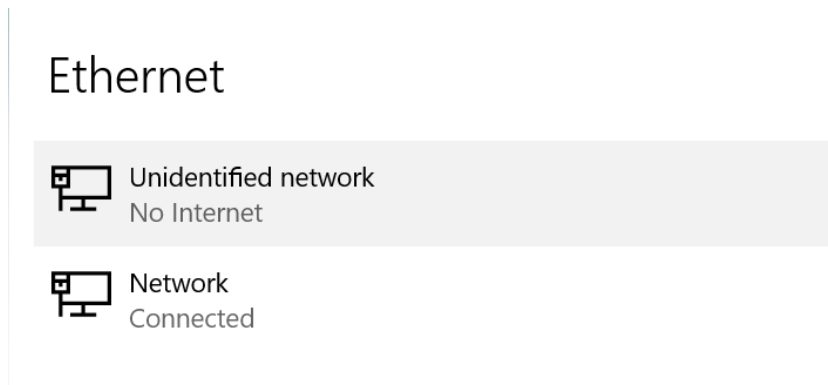 Ethernet
Unidentified network
No Internet
Network
Connected